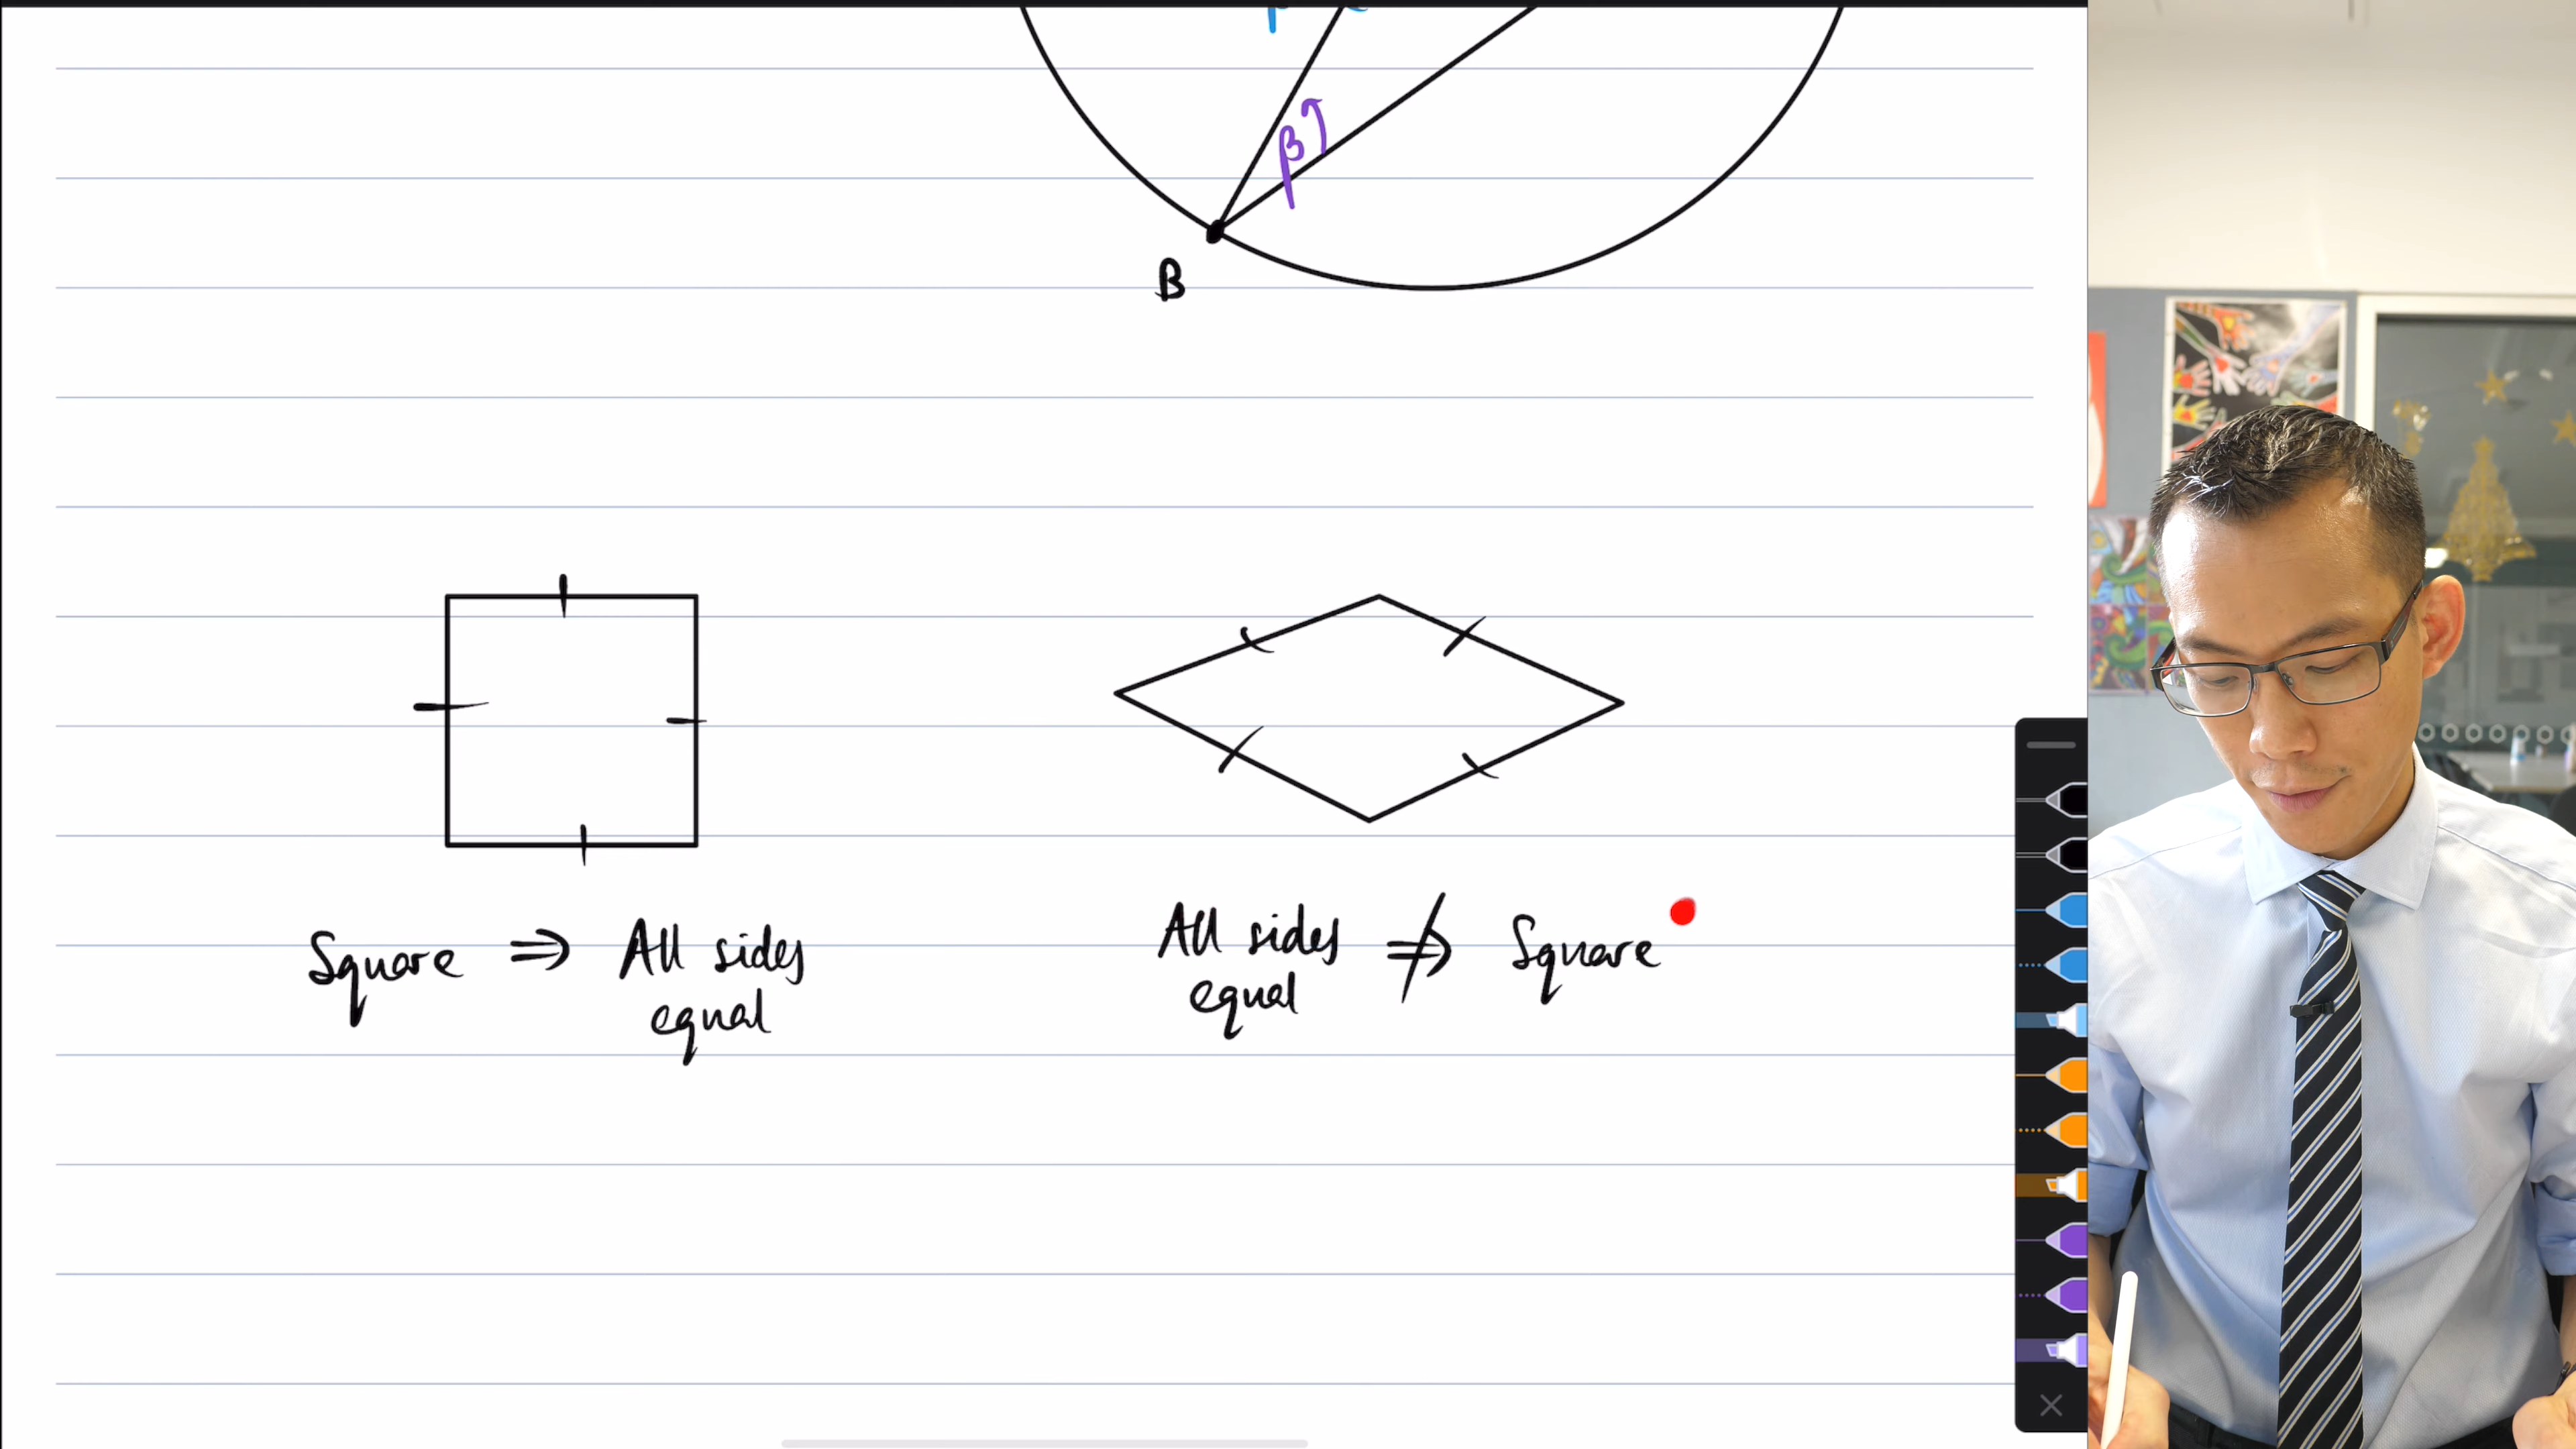 β
B
Square ⇒ All sides
equal
All sides ⇏ Square
equal